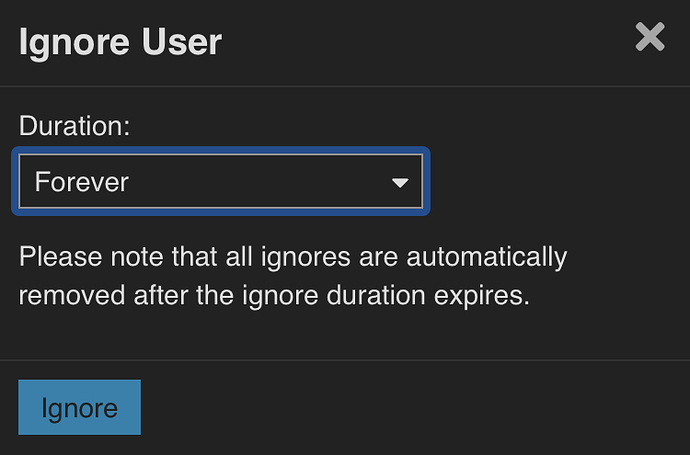 Ignore User
Duration:
Forever
Please note that all ignores are automatically
removed after the ignore duration expires.
Ignore